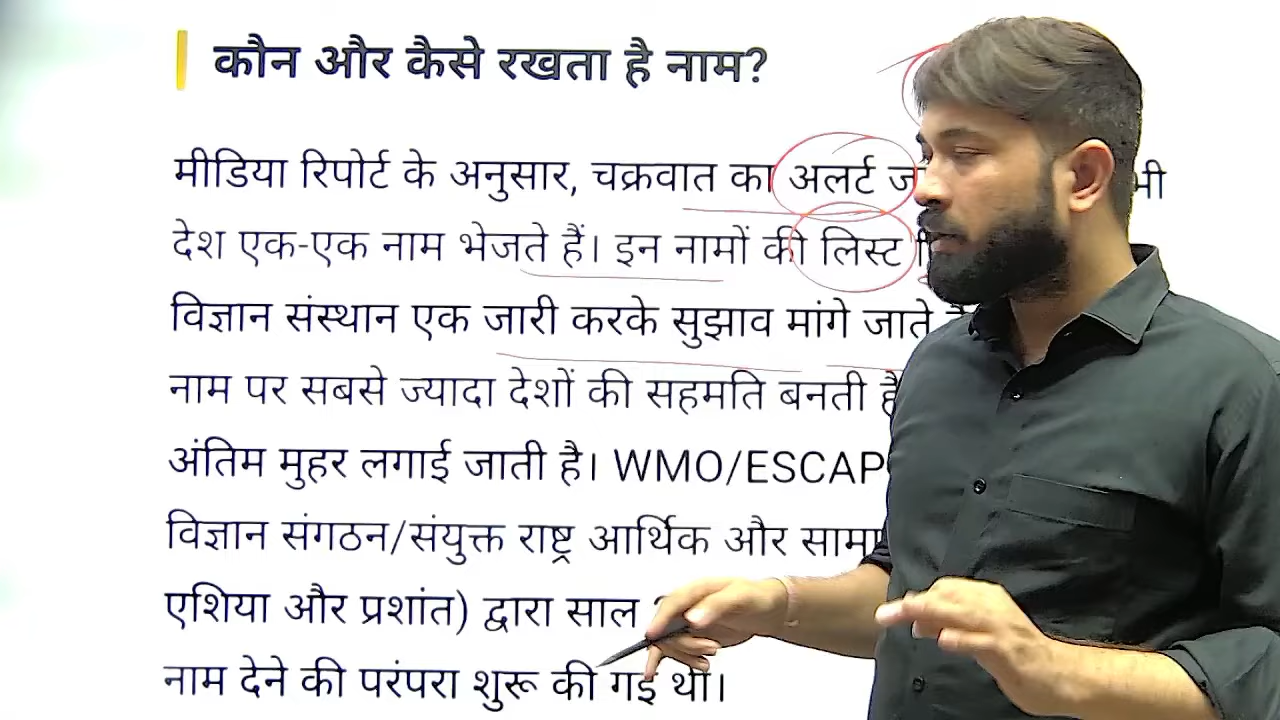 कौन और कैसे रखता है नाम?
मीडिया रिपोर्ट के अनुसार, चक्रवात का अलर्ट
देश एक-एक नाम भेजते हैं। इन नामों की लिस्ट
विज्ञान संस्थान एक जारी करके सुझाव मांगे जाते
नाम पर सबसे ज्यादा देशों की सहमति बनती है
अंतिम मुहर लगाई जाती है। WMO/ESCAP
विज्ञान संगठन/संयुक्त राष्ट्र आर्थिक और
एशिया और प्रशांत) द्वारा साल
नाम देने की परंपरा शुरू की गई थी।